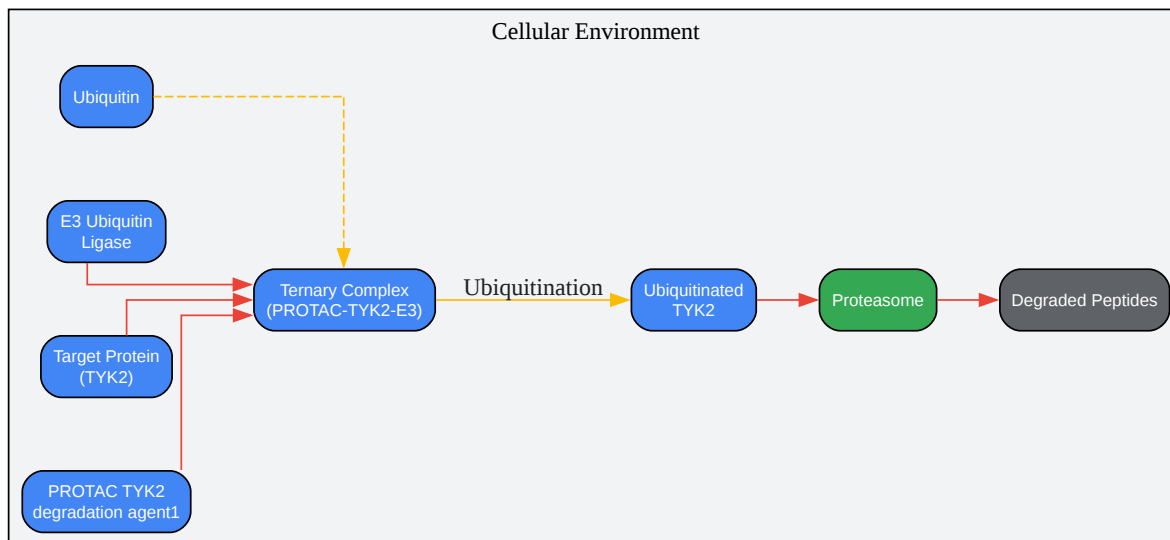 Cellular Environment
Ubiquitin
E3 Ubiquitin
Ligase
Target Protein
(TYK2)
PROTAC TYK2
degradation agent1
Ternary Complex
(PROTAC-TYK2-E3)
Ubiquitination
Ubiquitinated
TYK2
Proteasome
Degraded Peptides